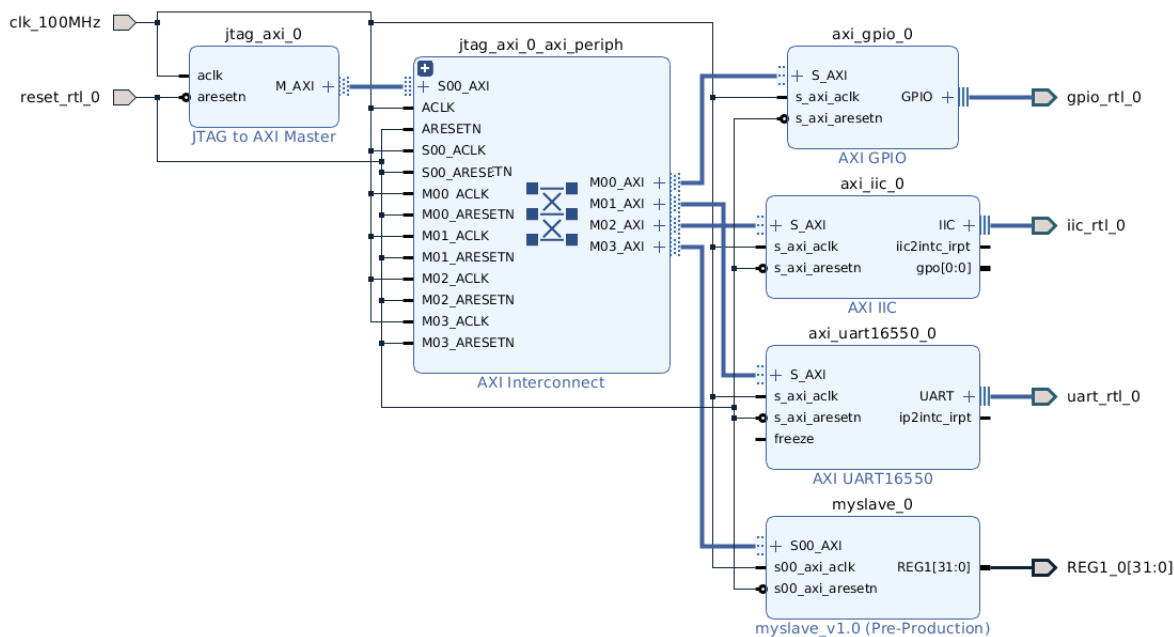 clk_100MHz
reset_rtl_0
jtag_axi_0
aclk
aresetn
M_AXI
JTAG to AXI Master
jtag_axi_0_axi_periph
S00_AXI
ACLK
ARESETN
S00_ACLK
S00_ARESETN
M00_ACLK
M00_ARESETN
M01_ACLK
M01_ARESETN
M02_ACLK
M02_ARESETN
M03_ACLK
M03_ARESETN
M00_AXI
M01_AXI
M02_AXI
M03_AXI
AXI Interconnect
axi_gpio_0
S_AXI
s_axi_aclk
s_axi_aresetn
GPIO
AXI GPIO
gpio_rtl_0
axi_iic_0
S_AXI
s_axi_aclk
s_axi_aresetn
IIC
iic2intc_irpt
gpo[0:0]
AXI IIC
iic_rtl_0
axi_uart16550_0
S_AXI
s_axi_aclk
s_axi_aresetn
freeze
UART
ip2intc_irpt
AXI UART16550
uart_rtl_0
myslave_0
S00_AXI
s00_axi_aclk
s00_axi_aresetn
REG1[31:0]
myslave_v1.0 (Pre-Production)
REG1_0[31:0]